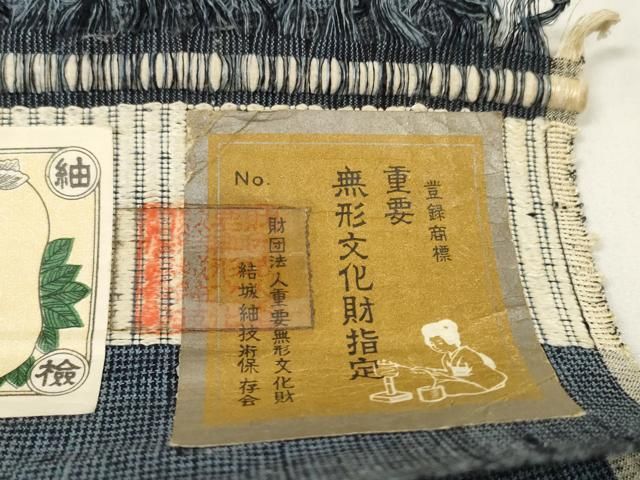 登録商標
重要
無形文化財指定
No.
財団法人重要無形文化財
結城紬技術保存会
紬
検